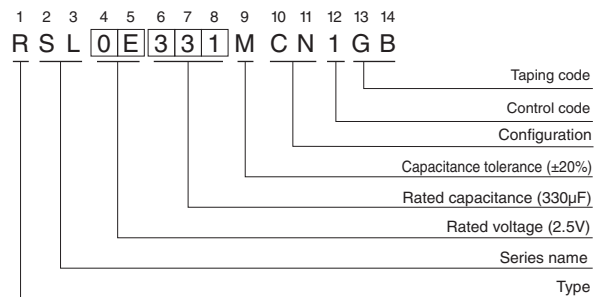 1 2 3 4 5 6 7 8 9 10 11 12 13 14
R S L 0 E 3 3 1 M C N 1 G B
Taping code
Control code
Configuration
Capacitance tolerance (±20%)
Rated capacitance (330µF)
Rated voltage (2.5V)
Series name
Type